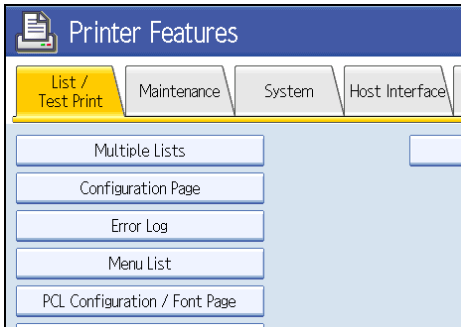 Printer Features
List /
Test Print
Maintenance
System
Host Interface
Multiple Lists
Configuration Page
Error Log
Menu List
PCL Configuration / Font Page